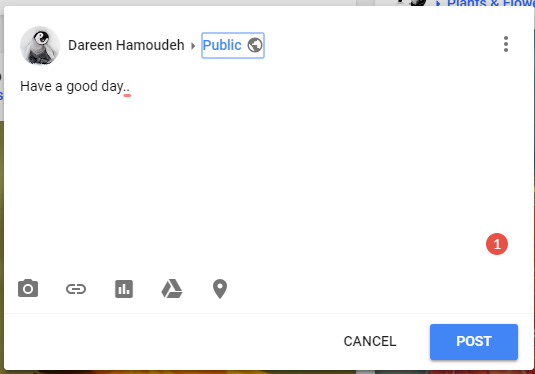 Plants & Flowe
Dareen Hamoudeh Public
Have a good day..
1
CANCEL POST